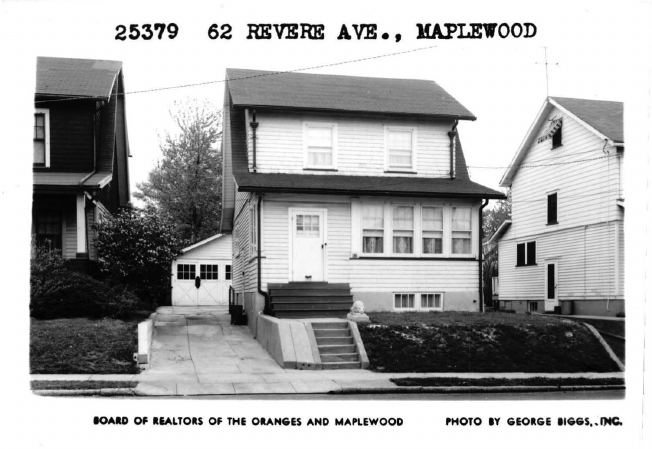 25379 62 REVERE AVE., MAPLEWOOD
BOARD OF REALTORS OF THE ORANGES AND MAPLEWOOD PHOTO BY GEORGE BIGGS, INC.